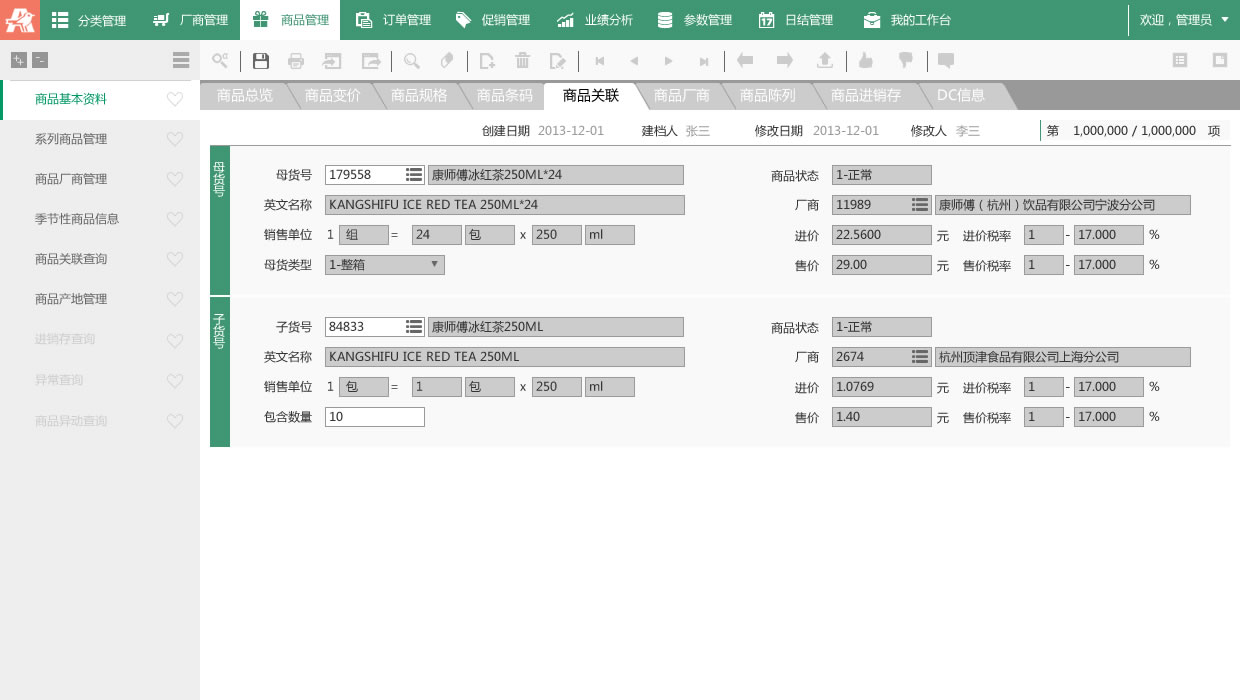 分类管理 厂商管理 商品管理 订单管理 促销管理 业绩分析 参数管理 17 日结管理 我的工作台 欢迎，管理员
商品基本资料
系列商品管理
商品厂商管理
季节性商品信息
商品关联查询
商品产地管理
进销存查询
异常查询
商品异动查询
商品总览 商品变价 商品规格 商品条码 商品关联 商品厂商 商品陈列 商品进销存 DC信息
创建日期 2013-12-01 建档人 张三 修改日期 2013-12-01 修改人 李三 第 1,000,000 / 1,000,000 项
母货号
母货号 179558 康师傅冰红茶250ML*24 商品状态 1-正常
英文名称 KANGSHIFU ICE RED TEA 250ML*24 厂商 11989 康师傅（杭州）饮品有限公司宁波分公司
销售单位 1 组 = 24 包 x 250 ml 进价 22.5600 元 进价税率 1 - 17.000 %
母货类型 1-整箱 售价 29.00 元 售价税率 1 - 17.000 %
子货号
子货号 84833 康师傅冰红茶250ML 商品状态 1-正常
英文名称 KANGSHIFU ICE RED TEA 250ML 厂商 2674 杭州顶津食品有限公司上海分公司
销售单位 1 包 = 1 包 x 250 ml 进价 1.0769 元 进价税率 1 - 17.000 %
包含数量 10 售价 1.40 元 售价税率 1 - 17.000 %